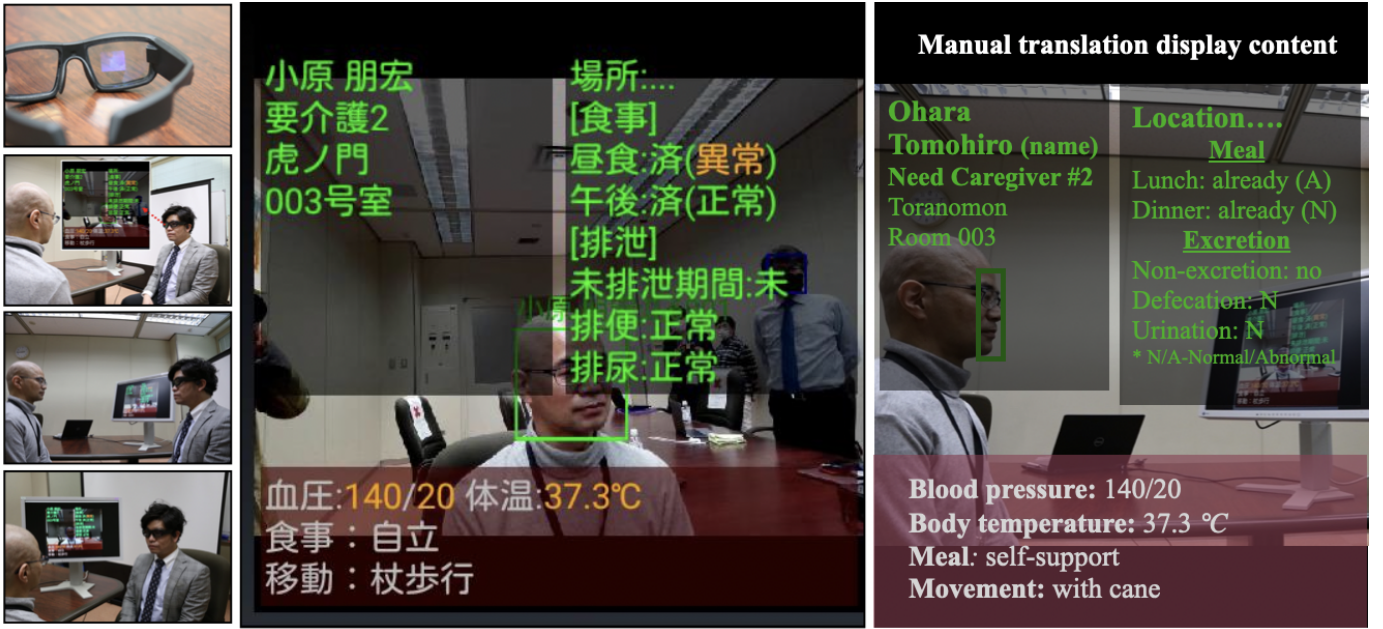 小原 朋宏
要介護2
虎ノ門
003号室
場所:....
[食事]
昼食:済(異常)
午後:済(正常)
[排泄]
未排泄期間:未
排便:正常
排尿:正常
小原
血圧:140/20 体温:37.3℃
食事：自立
移動：杖歩行
Manual translation display content
Ohara
Tomohiro (name)
Need Caregiver #2
Toranomon
Room 003
Location....
Meal
Lunch: already (A)
Dinner: already (N)
Excretion
Non-excretion: no
Defecation: N
Urination: N
* N/A-Normal/Abnormal
Blood pressure: 140/20
Body temperature: 37.3 ℃
Meal: self-support
Movement: with cane